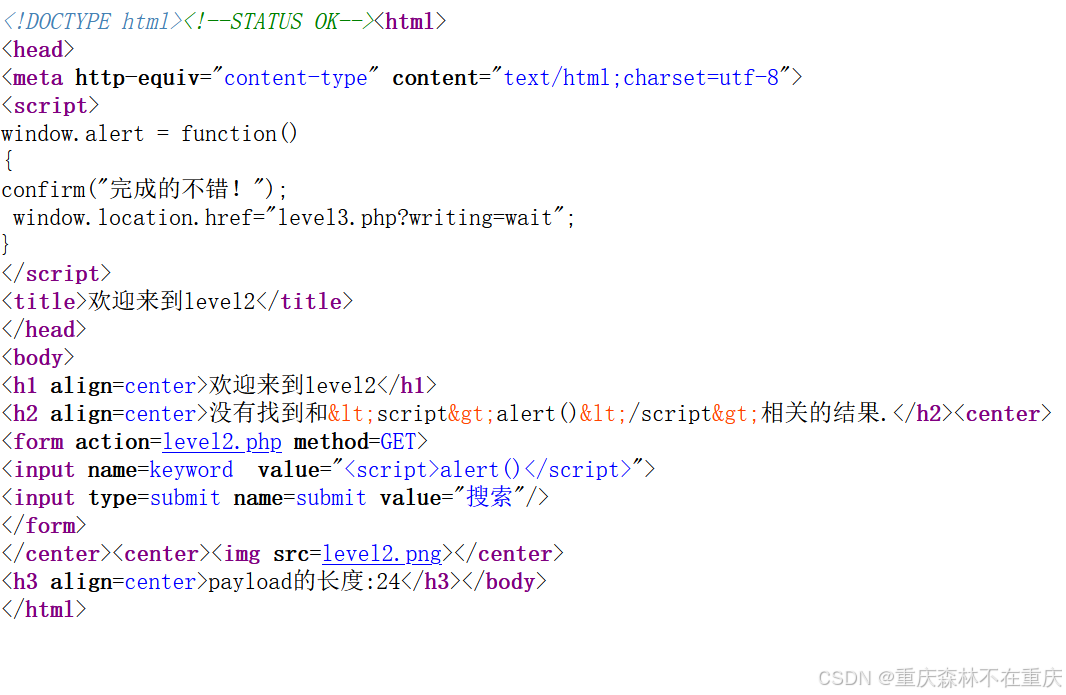 <!DOCTYPE html><!--STATUS OK--><html>
<head>
<meta http-equiv="content-type" content="text/html;charset=utf-8">
<script>
window.alert = function()
{
confirm("完成的不错！");
 window.location.href="level3.php?writing=wait";
}
</script>
<title>欢迎来到level2</title>
</head>
<body>
<h1 align=center>欢迎来到level2</h1>
<h2 align=center>没有找到和&lt;script&gt;alert()&lt;/script&gt;相关的结果.</h2><center>
<form action=level2.php method=GET>
<input name=keyword  value="<script>alert()</script>">
<input type=submit name=submit value="搜索"/>
</form>
</center><center><img src=level2.png></center>
<h3 align=center>payload的长度:24</h3></body>
</html>
CSDN @重庆森林不在重庆